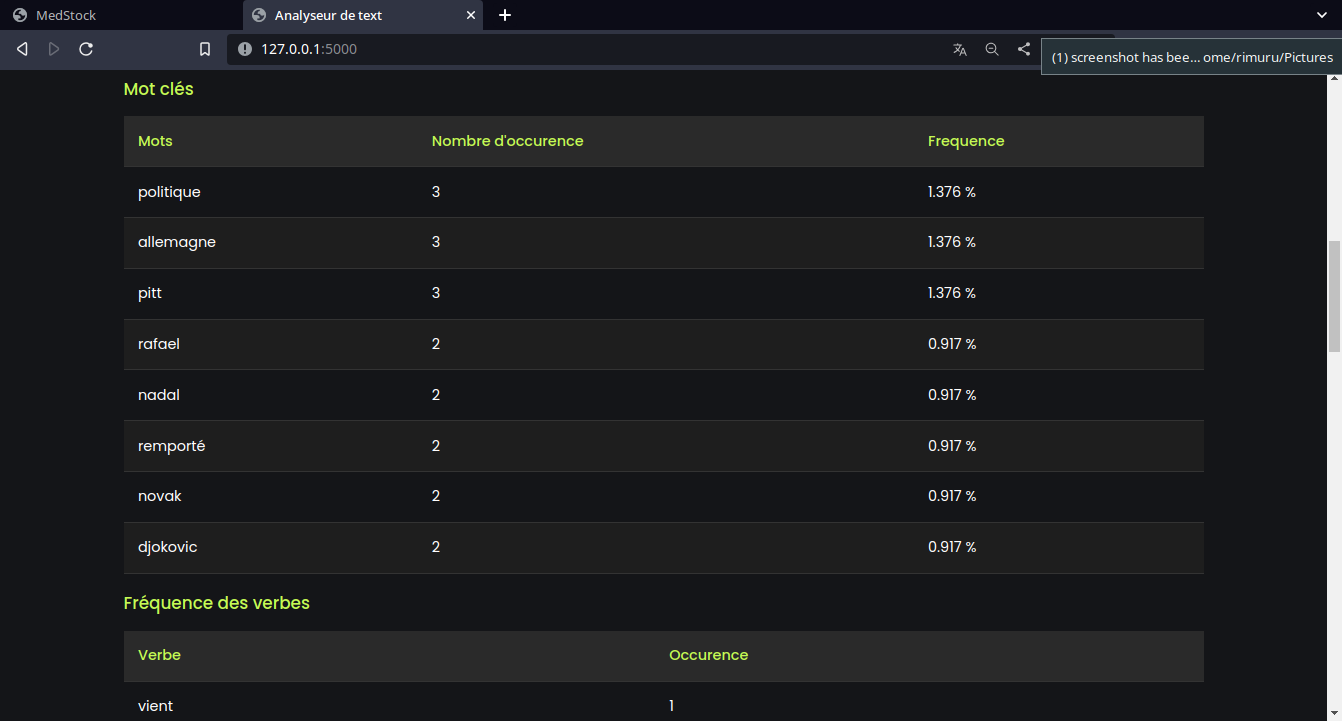 MedStock
Analyseur de text
127.0.0.1:5000
(1) screenshot has bee... ome/rimuru/Pictures
Mot clés
Mots Nombre d'occurence Frequence
politique 3 1.376 %
allemagne 3 1.376 %
pitt 3 1.376 %
rafael 2 0.917 %
nadal 2 0.917 %
remporté 2 0.917 %
novak 2 0.917 %
djokovic 2 0.917 %
Fréquence des verbes
Verbe Occurence
vient 1